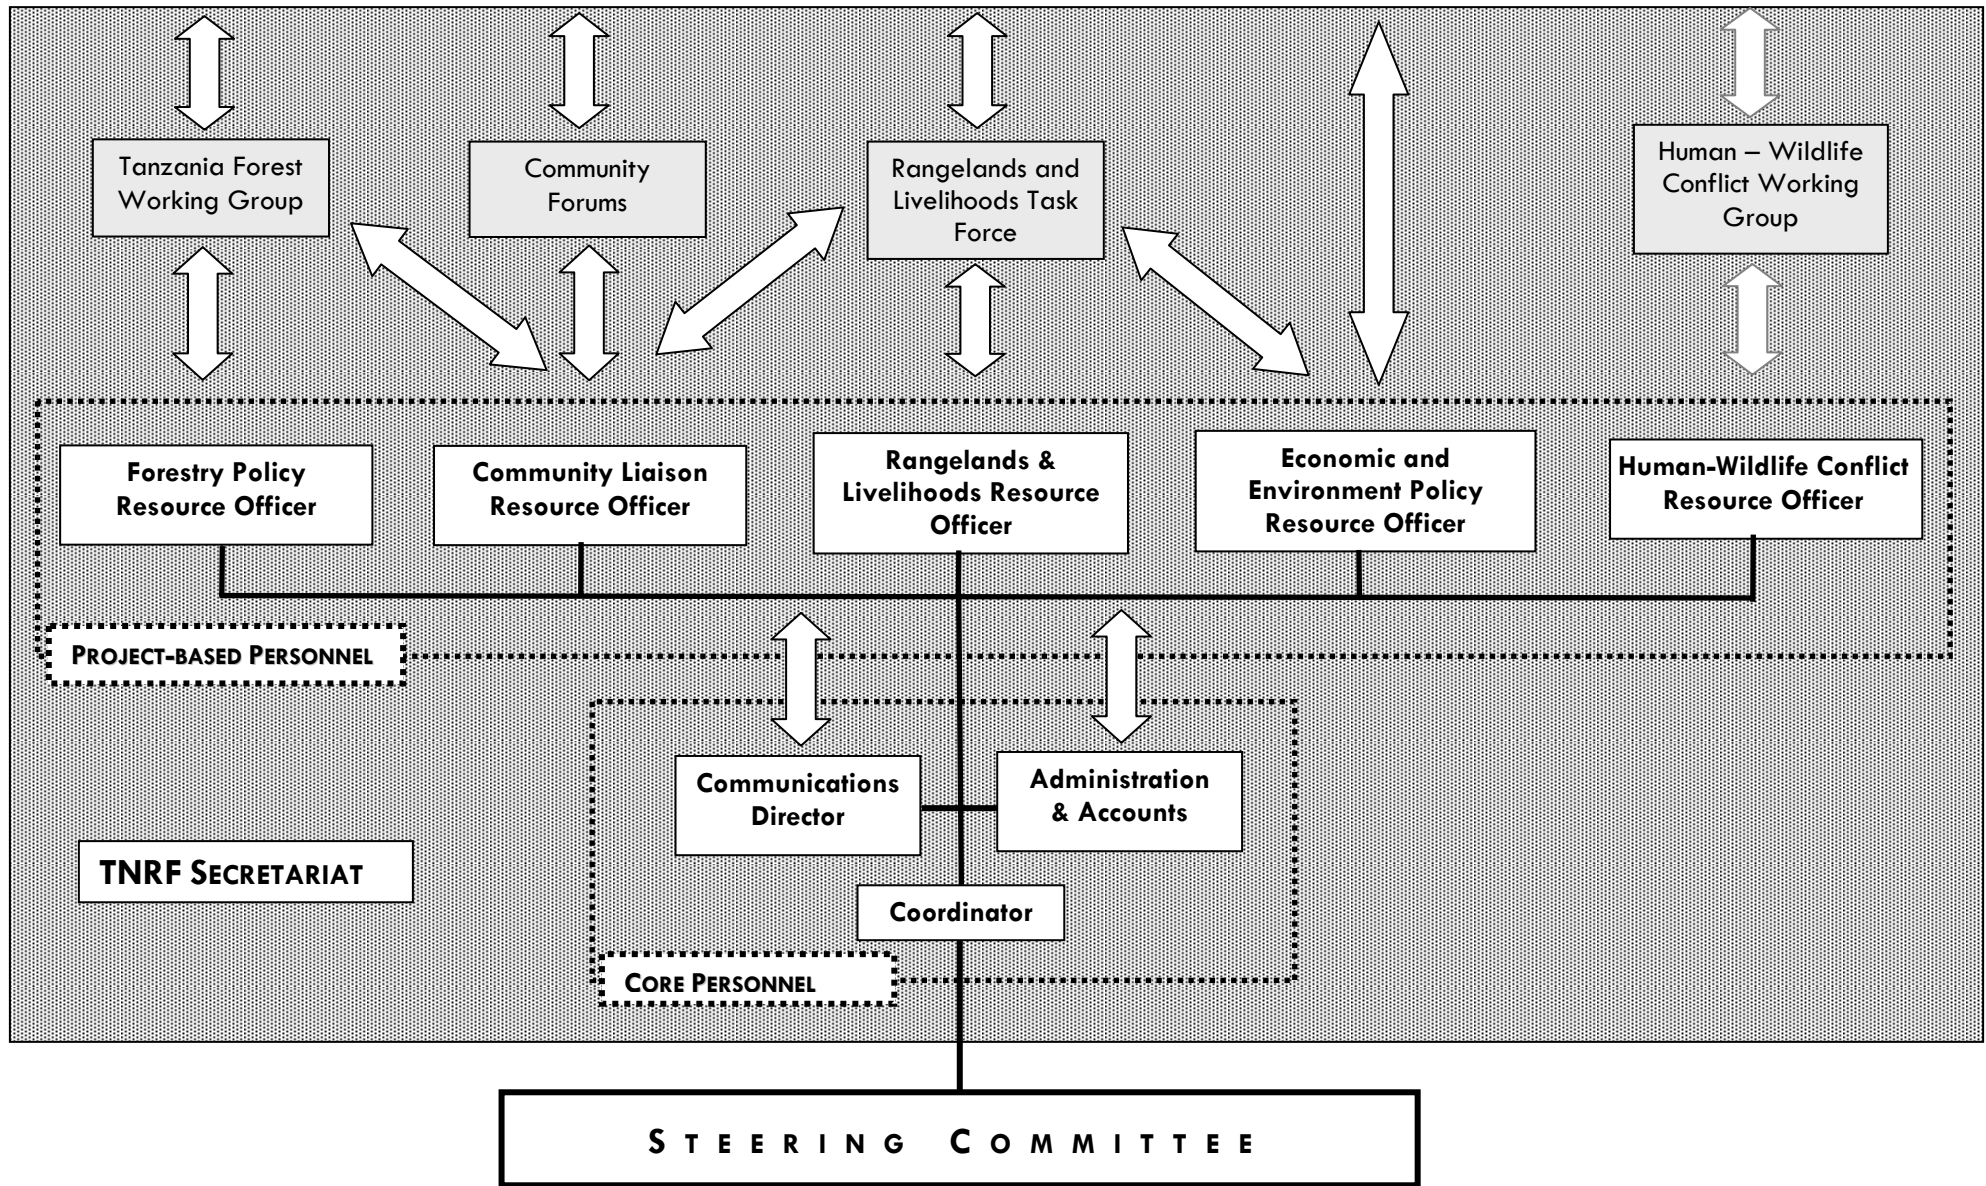 Tanzania Forest
Working Group
Community
Forums
Rangelands and
Livelihoods Task
Force
Human – Wildlife
Conflict Working
Group
Forestry Policy
Resource Officer
Community Liaison
Resource Officer
Rangelands &
Livelihoods Resource
Officer
Economic and
Environment Policy
Resource Officer
Human-Wildlife Conflict
Resource Officer
PROJECT-BASED PERSONNEL
Communications
Director
Administration
& Accounts
TNRF SECRETARIAT
Coordinator
CORE PERSONNEL
STEERING COMMITTEE